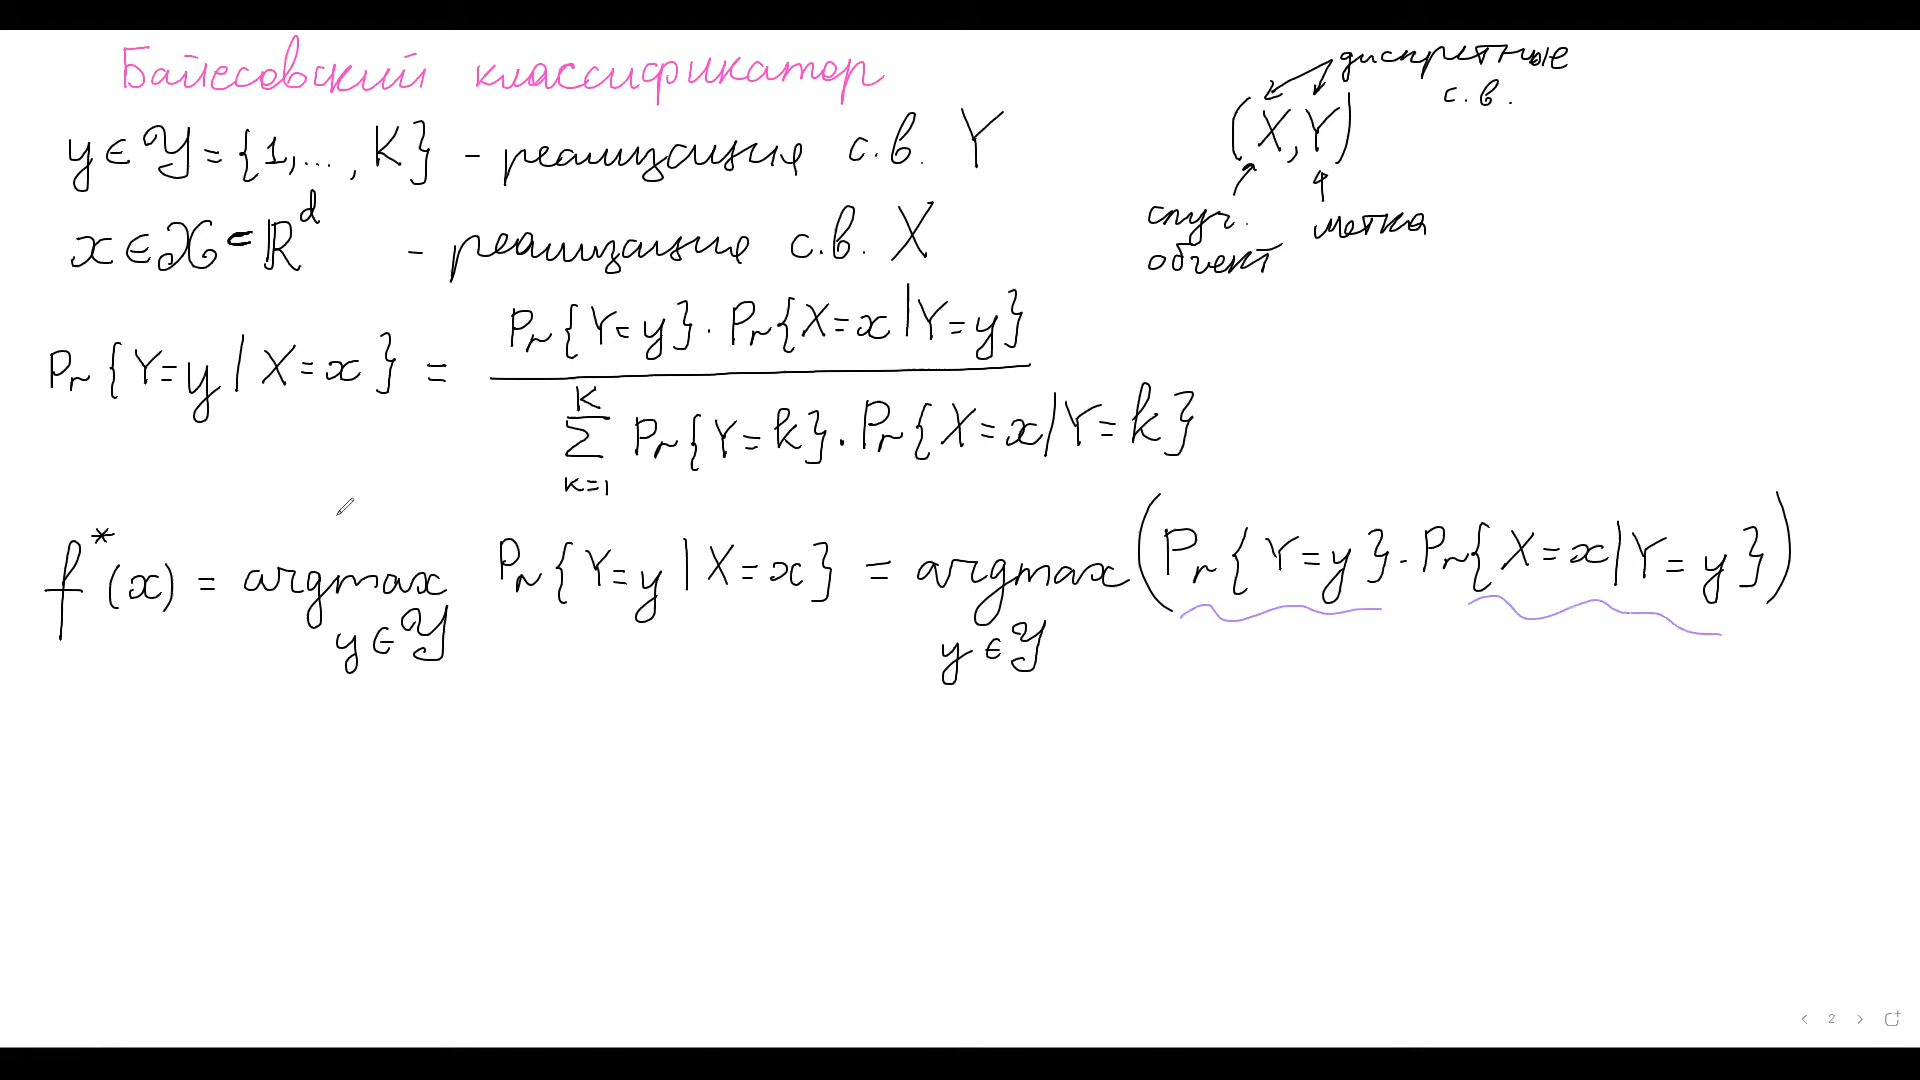 Байесовский классификатор
y ∈ 𝒴 = {1, ..., K} - реализация с.в. Y
x ∈ 𝒳 = ℝ^d - реализация с.в. X
дискретные
с.в.
(X, Y)
случ. метка
объект
Pr{Y=y | X=x} = Pr{Y=y} · Pr{X=x | Y=y} / ∑_{k=1}^{K} Pr{Y=k} · Pr{X=x | Y=k}
f*(x) = argmax_{y∈𝒴} Pr{Y=y | X=x} = argmax_{y∈𝒴} (Pr{Y=y} · Pr{X=x | Y=y})
2